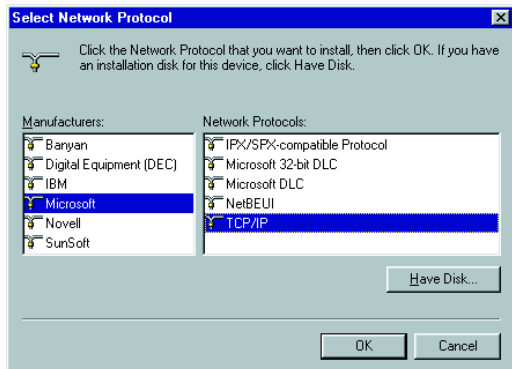 Select Network Protocol
Click the Network Protocol that you want to install, then click OK. If you have
an installation disk for this device, click Have Disk.
Manufacturers:
Banyan
Digital Equipment (DEC)
IBM
Microsoft
Novell
SunSoft
Network Protocols:
IPX/SPX-compatible Protocol
Microsoft 32-bit DLC
Microsoft DLC
NetBEUI
TCP/IP
Have Disk...
OK
Cancel